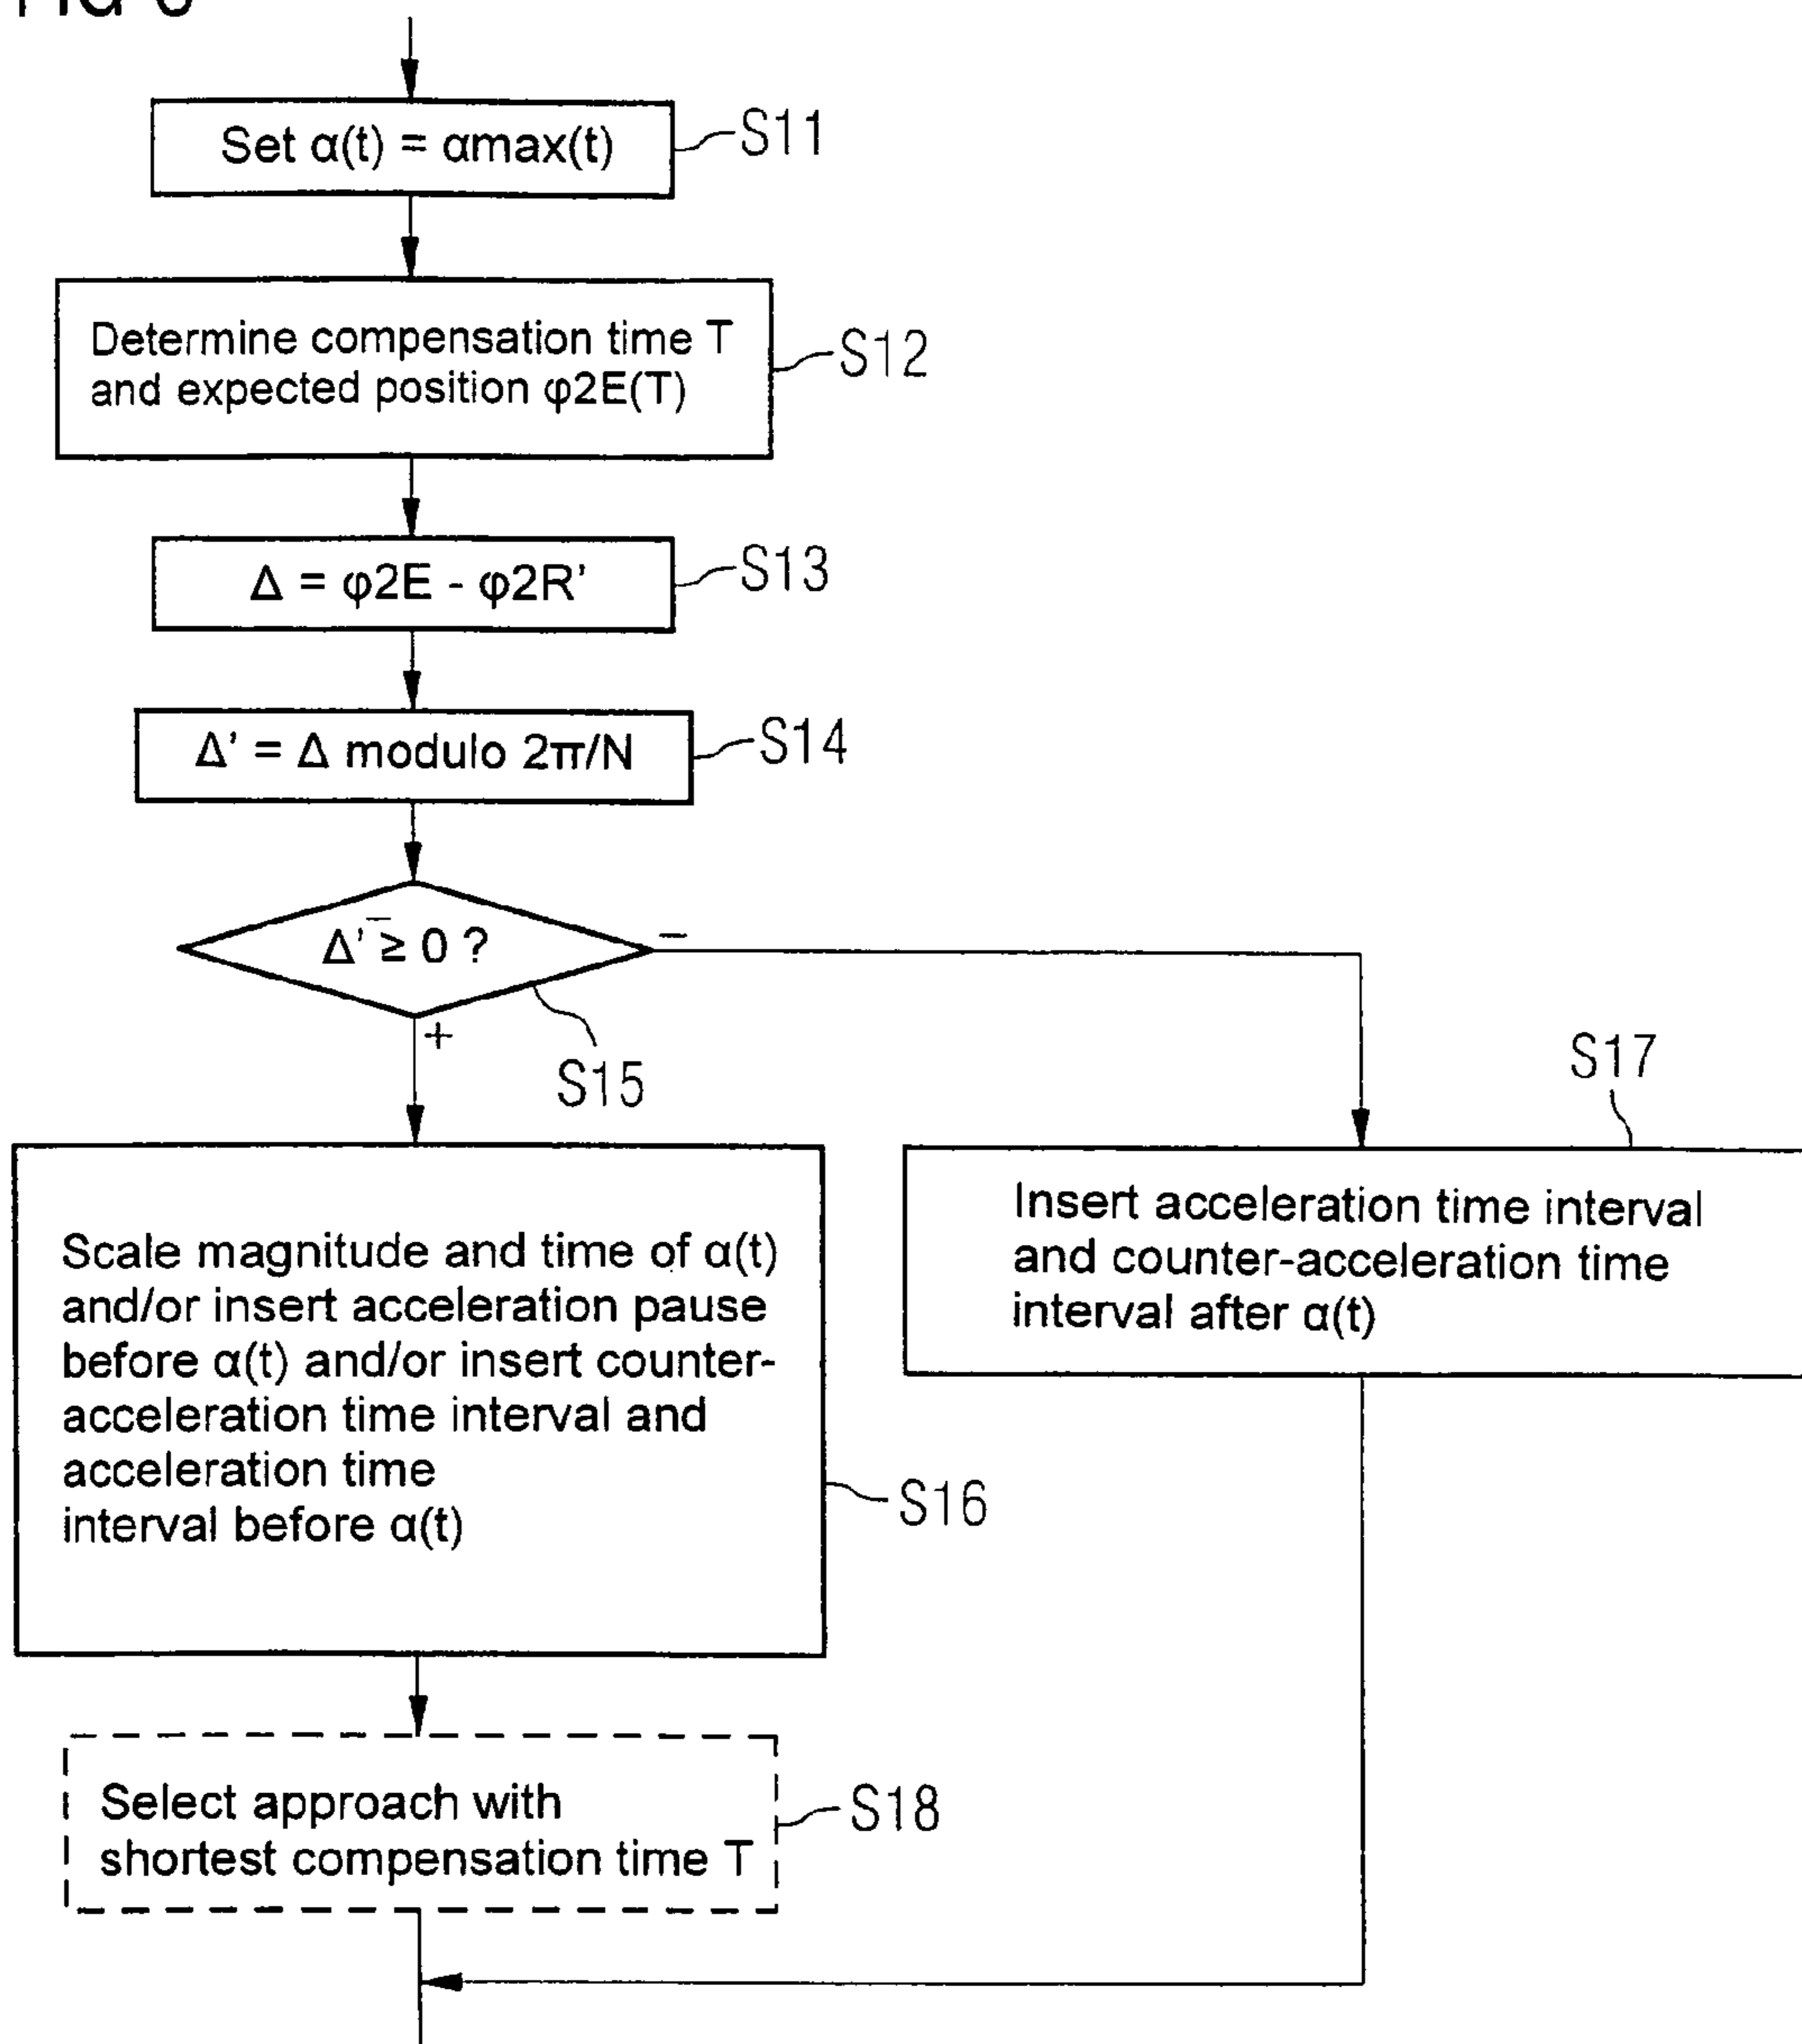 Set α(t) = αmax(t)
S11
Determine compensation time T
and expected position φ2E(T)
S12
Δ = φ2E - φ2R'
S13
Δ' = Δ modulo 2π/N
S14
Δ' ≥ 0 ?
–
+
S15
S17
Insert acceleration time interval
and counter-acceleration time
interval after α(t)
Scale magnitude and time of α(t)
and/or insert acceleration pause
before α(t) and/or insert counter-
acceleration time interval and
acceleration time
interval before α(t)
S16
Select approach with
shortest compensation time T
S18